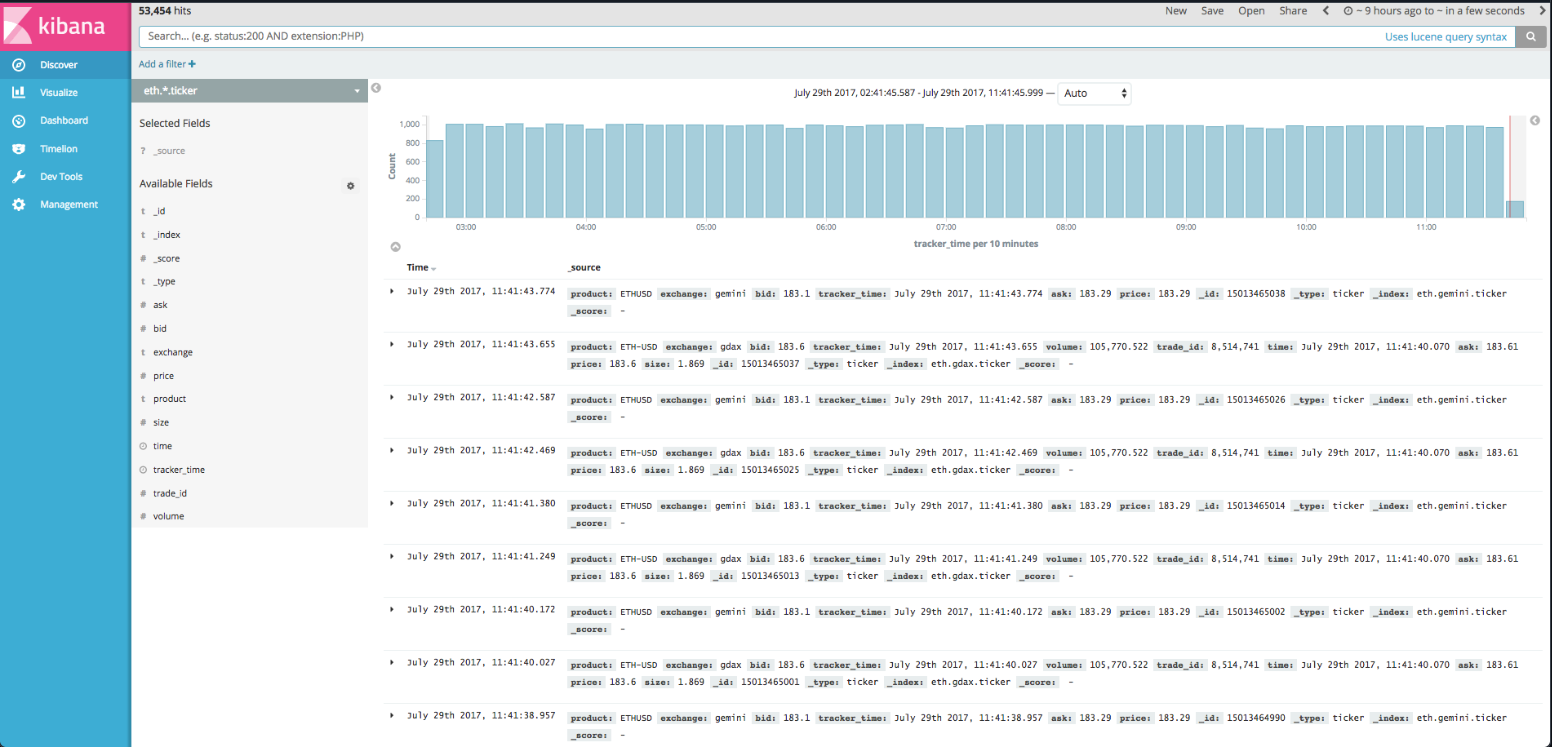 kibana
53,454 hits
New Save Open Share ~ 9 hours ago to ~ in a few seconds
Search... (e.g. status:200 AND extension:PHP) Uses lucene query syntax
Add a filter +
Discover
Visualize
Dashboard
Timelion
Dev Tools
Management
eth.*.ticker
Selected Fields
? _source
Available Fields
t _id
t _index
# _score
t _type
# ask
# bid
t exchange
# price
t product
# size
time
tracker_time
# trade_id
# volume
July 29th 2017, 02:41:45.587 - July 29th 2017, 11:41:45.999 — Auto
Count
1,000
800
600
400
200
0
03:00 04:00 05:00 06:00 07:00 08:00 09:00 10:00 11:00
tracker_time per 10 minutes
Time _source
July 29th 2017, 11:41:43.774 product: ETHUSD exchange: gemini bid: 183.1 tracker_time: July 29th 2017, 11:41:43.774 ask: 183.29 price: 183.29 _id: 15013465038 _type: ticker _index: eth.gemini.ticker
_score: -
July 29th 2017, 11:41:43.655 product: ETH-USD exchange: gdax bid: 183.6 tracker_time: July 29th 2017, 11:41:43.655 volume: 105,770.522 trade_id: 8,514,741 time: July 29th 2017, 11:41:40.070 ask: 183.61
price: 183.6 size: 1.869 _id: 15013465037 _type: ticker _index: eth.gdax.ticker _score: -
July 29th 2017, 11:41:42.587 product: ETHUSD exchange: gemini bid: 183.1 tracker_time: July 29th 2017, 11:41:42.587 ask: 183.29 price: 183.29 _id: 15013465026 _type: ticker _index: eth.gemini.ticker
_score: -
July 29th 2017, 11:41:42.469 product: ETH-USD exchange: gdax bid: 183.6 tracker_time: July 29th 2017, 11:41:42.469 volume: 105,770.522 trade_id: 8,514,741 time: July 29th 2017, 11:41:40.070 ask: 183.61
price: 183.6 size: 1.869 _id: 15013465025 _type: ticker _index: eth.gdax.ticker _score: -
July 29th 2017, 11:41:41.380 product: ETHUSD exchange: gemini bid: 183.1 tracker_time: July 29th 2017, 11:41:41.380 ask: 183.29 price: 183.29 _id: 15013465014 _type: ticker _index: eth.gemini.ticker
_score: -
July 29th 2017, 11:41:41.249 product: ETH-USD exchange: gdax bid: 183.6 tracker_time: July 29th 2017, 11:41:41.249 volume: 105,770.522 trade_id: 8,514,741 time: July 29th 2017, 11:41:40.070 ask: 183.61
price: 183.6 size: 1.869 _id: 15013465013 _type: ticker _index: eth.gdax.ticker _score: -
July 29th 2017, 11:41:40.172 product: ETHUSD exchange: gemini bid: 183.1 tracker_time: July 29th 2017, 11:41:40.172 ask: 183.29 price: 183.29 _id: 15013465002 _type: ticker _index: eth.gemini.ticker
_score: -
July 29th 2017, 11:41:40.027 product: ETH-USD exchange: gdax bid: 183.6 tracker_time: July 29th 2017, 11:41:40.027 volume: 105,770.522 trade_id: 8,514,741 time: July 29th 2017, 11:41:40.070 ask: 183.61
price: 183.6 size: 1.869 _id: 15013465001 _type: ticker _index: eth.gdax.ticker _score: -
July 29th 2017, 11:41:38.957 product: ETHUSD exchange: gemini bid: 183.1 tracker_time: July 29th 2017, 11:41:38.957 ask: 183.29 price: 183.29 _id: 15013464990 _type: ticker _index: eth.gemini.ticker
_score: -